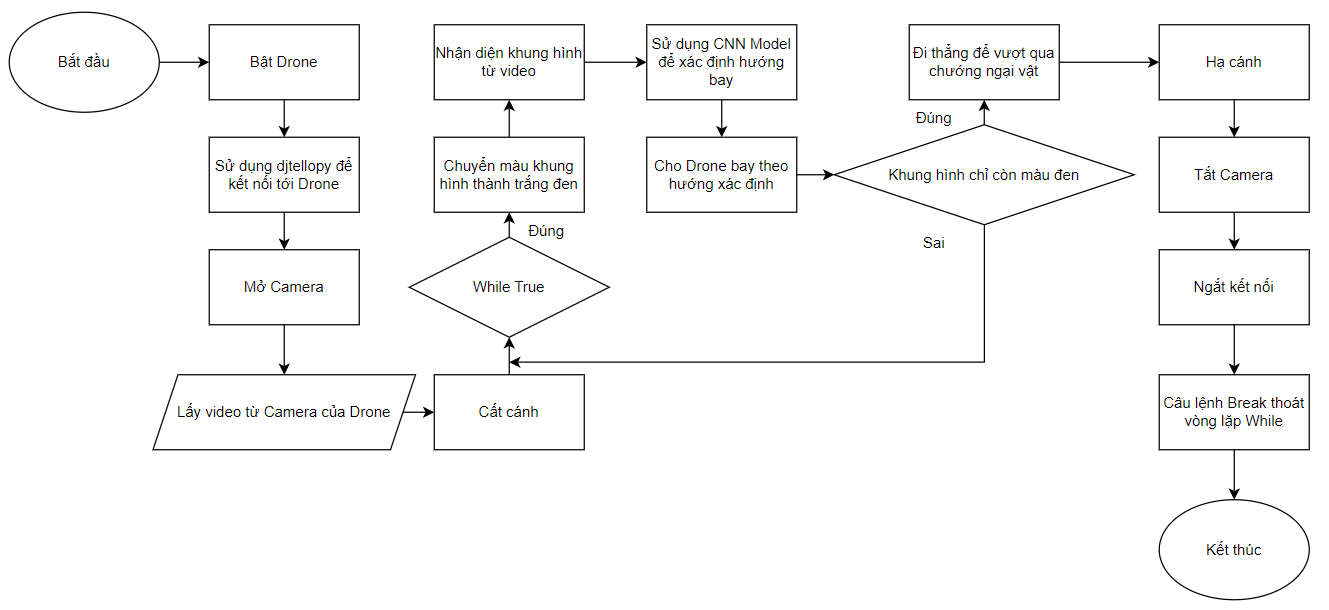 Bắt đầu
Bật Drone
Sử dụng djtellopy để
kết nối tới Drone
Mở Camera
Lấy video từ Camera của Drone
Cất cánh
While True
Đúng
Chuyển màu khung
hình thành trắng đen
Nhận diện khung hình
từ video
Sử dụng CNN Model
để xác định hướng
bay
Cho Drone bay theo
hướng xác định
Khung hình chỉ còn màu đen
Đúng
Sai
Đi thẳng để vượt qua
chướng ngại vật
Hạ cánh
Tắt Camera
Ngắt kết nối
Câu lệnh Break thoát
vòng lặp While
Kết thúc